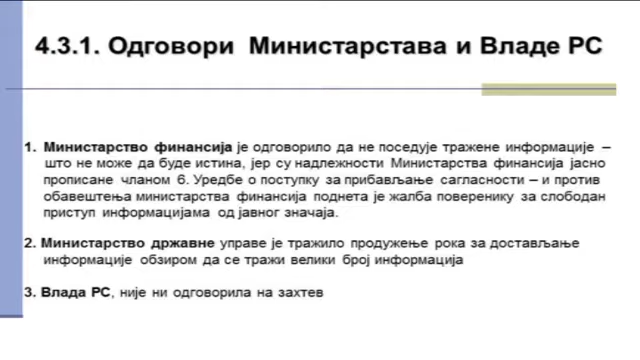 4.3.1. Одговори Министарстава и Владе РС
1. Министарство финансија је одговорило да не поседује тражене информације –
што не може да буде истина, јер су надлежности Министарства финансија јасно
прописане чланом 6. Уредбе о поступку за прибављање сагласности – и против
обавештења министарства финансија поднета је жалба поверенику за слободан
приступ информацијама од јавног значаја.
2. Министарство државне управе је тражило продужење рока за достављање
информације обзиром да се тражи велики број информација
3. Влада РС, није ни одговорила на захтев